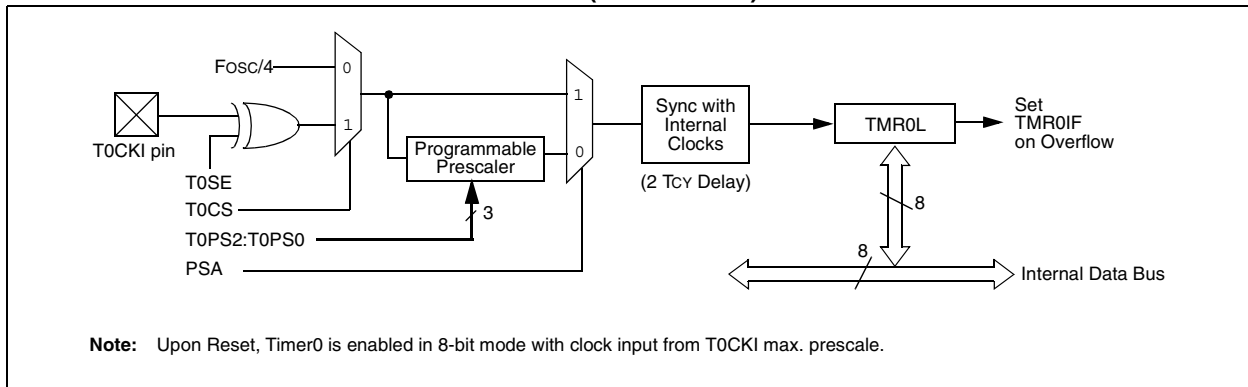 FOSC/4
0
1
T0CKI pin
T0SE
T0CS
T0PS2:T0PS0
PSA
Programmable
Prescaler
3
1
0
Sync with
Internal
Clocks
(2 TCY Delay)
TMR0L
Set
TMR0IF
on Overflow
8
8
Internal Data Bus
Note: Upon Reset, Timer0 is enabled in 8-bit mode with clock input from T0CKI max. prescale.